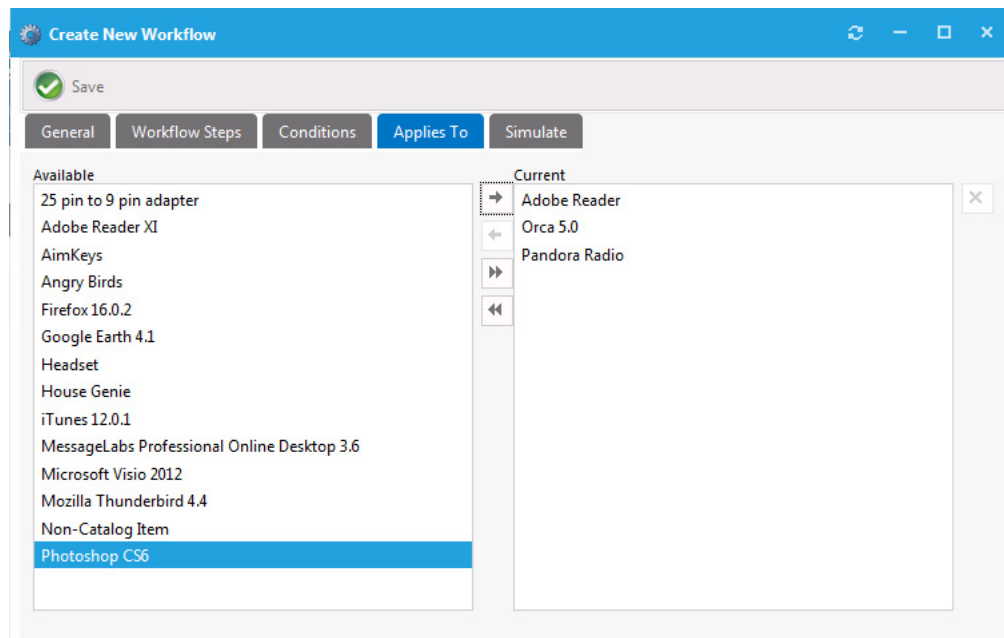 Create New Workflow
Save
General Workflow Steps Conditions Applies To Simulate
Available
25 pin to 9 pin adapter
Adobe Reader XI
AimKeys
Angry Birds
Firefox 16.0.2
Google Earth 4.1
Headset
House Genie
iTunes 12.0.1
MessageLabs Professional Online Desktop 3.6
Microsoft Visio 2012
Mozilla Thunderbird 4.4
Non-Catalog Item
Photoshop CS6
Current
Adobe Reader
Orca 5.0
Pandora Radio